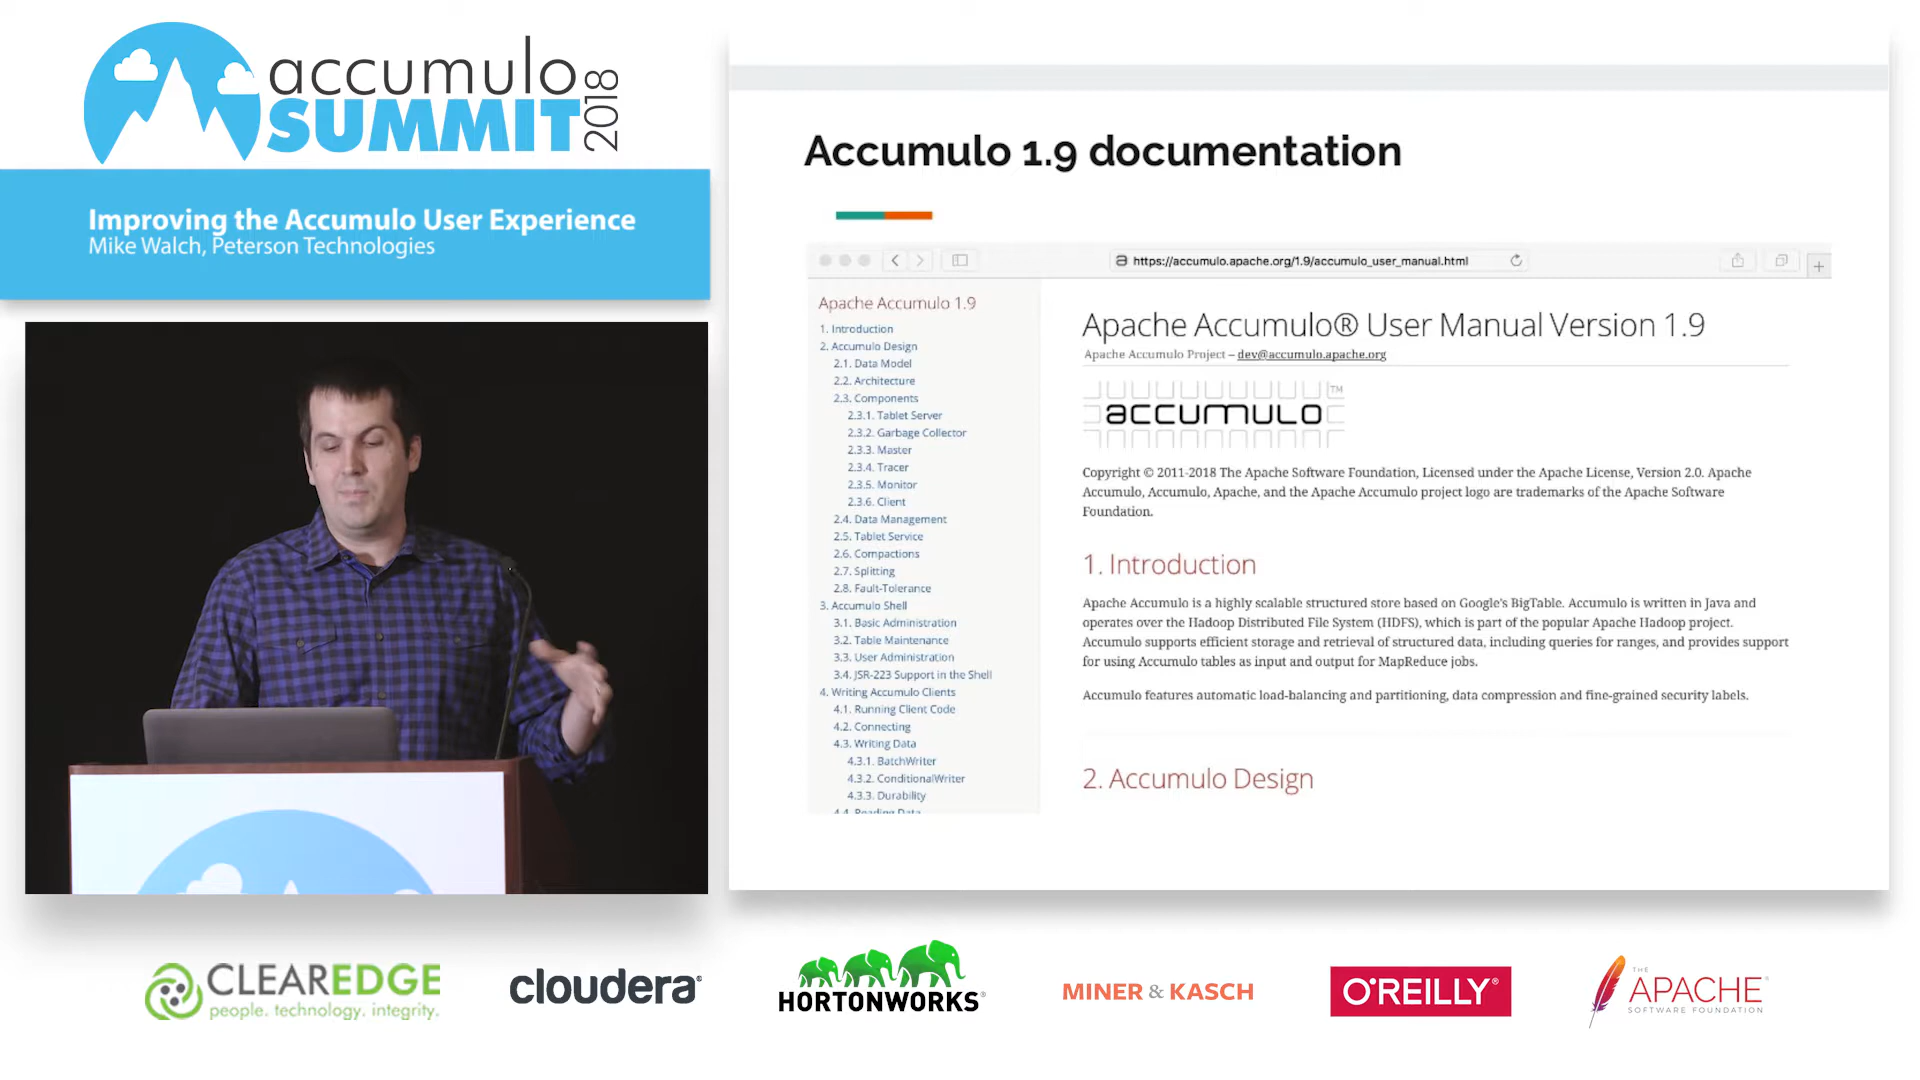 accumulo
SUMMIT
2018
Improving the Accumulo User Experience
Mike Walch, Peterson Technologies
Accumulo 1.9 documentation
https://accumulo.apache.org/1.9/accumulo_user_manual.html
Apache Accumulo 1.9
1. Introduction
2. Accumulo Design
2.1. Data Model
2.2. Architecture
2.3. Components
2.3.1. Tablet Server
2.3.2. Garbage Collector
2.3.3. Master
2.3.4. Tracer
2.3.5. Monitor
2.3.6. Client
2.4. Data Management
2.5. Tablet Service
2.6. Compactions
2.7. Splitting
2.8. Fault-Tolerance
3. Accumulo Shell
3.1. Basic Administration
3.2. Table Maintenance
3.3. User Administration
3.4. JSR-223 Support in the Shell
4. Writing Accumulo Clients
4.1. Running Client Code
4.2. Connecting
4.3. Writing Data
4.3.1. BatchWriter
4.3.2. ConditionalWriter
4.3.3. Durability
4.4. Reading Data
Apache Accumulo® User Manual Version 1.9
Apache Accumulo Project – dev@accumulo.apache.org
accumulo™
Copyright © 2011-2018 The Apache Software Foundation, Licensed under the Apache License, Version 2.0. Apache
Accumulo, Accumulo, Apache, and the Apache Accumulo project logo are trademarks of the Apache Software
Foundation.
1. Introduction
Apache Accumulo is a highly scalable structured store based on Google's BigTable. Accumulo is written in Java and
operates over the Hadoop Distributed File System (HDFS), which is part of the popular Apache Hadoop project.
Accumulo supports efficient storage and retrieval of structured data, including queries for ranges, and provides support
for using Accumulo tables as input and output for MapReduce jobs.
Accumulo features automatic load-balancing and partitioning, data compression and fine-grained security labels.
2. Accumulo Design
CLEAREDGE
people. technology. integrity.
cloudera®
HORTONWORKS®
MINER & KASCH
O'REILLY®
THE
APACHE®
SOFTWARE FOUNDATION